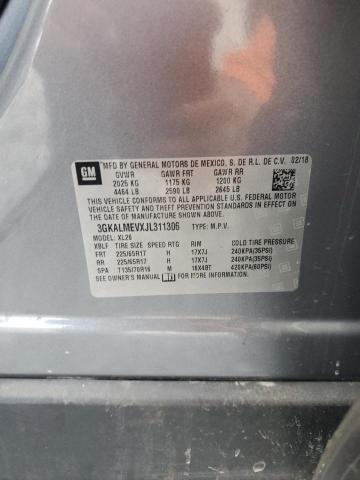 GM
MFD BY GENERAL MOTORS DE MEXICO, S. DE R.L. DE C.V. 02/18
GVWR GAWR FRT GAWR RR
2025 KG 1175 KG 1200 KG
4464 LB 2590 LB 2645 LB
THIS VEHICLE CONFORMS TO ALL APPLICABLE U.S. FEDERAL MOTOR
VEHICLE SAFETY AND THEFT PREVENTION STANDARDS IN EFFECT ON
THE DATE OF MANUFACTURE SHOWN ABOVE.
3GKALMEVXJL311306 TYPE: M.P.V.
MODEL: XL26
XBLF TIRE SIZE SPEED RTG RIM COLD TIRE PRESSURE
FRT 225/65R17 H 17X7J 240KPA(35PSI)
RR 225/65R17 H 17X7J 240KPA(35PSI)
SPA T135/70R16 M 16X4BT 420KPA(60PSI)
SEE OWNER'S MANUAL FOR ADDITIONAL INFORMATION.